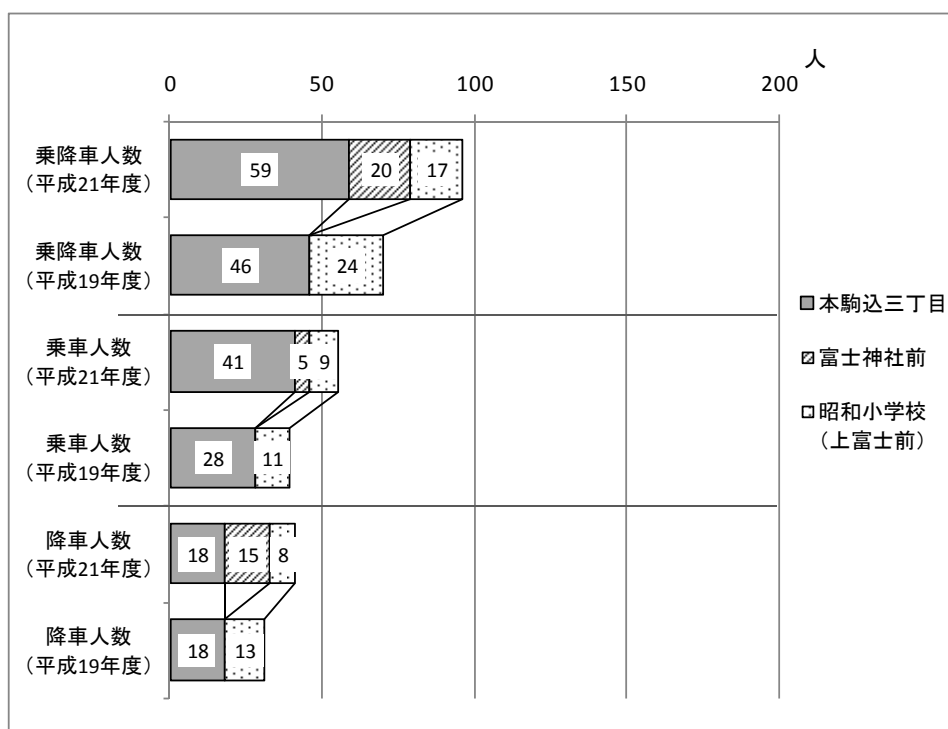 人
0 50 100 150 200
乗降車人数
（平成21年度）
59 20 17
乗降車人数
（平成19年度）
46 24
乗車人数
（平成21年度）
41 5 9
乗車人数
（平成19年度）
28 11
降車人数
（平成21年度）
18 15 8
降車人数
（平成19年度）
18 13
本駒込三丁目
富士神社前
昭和小学校
（上富士前）